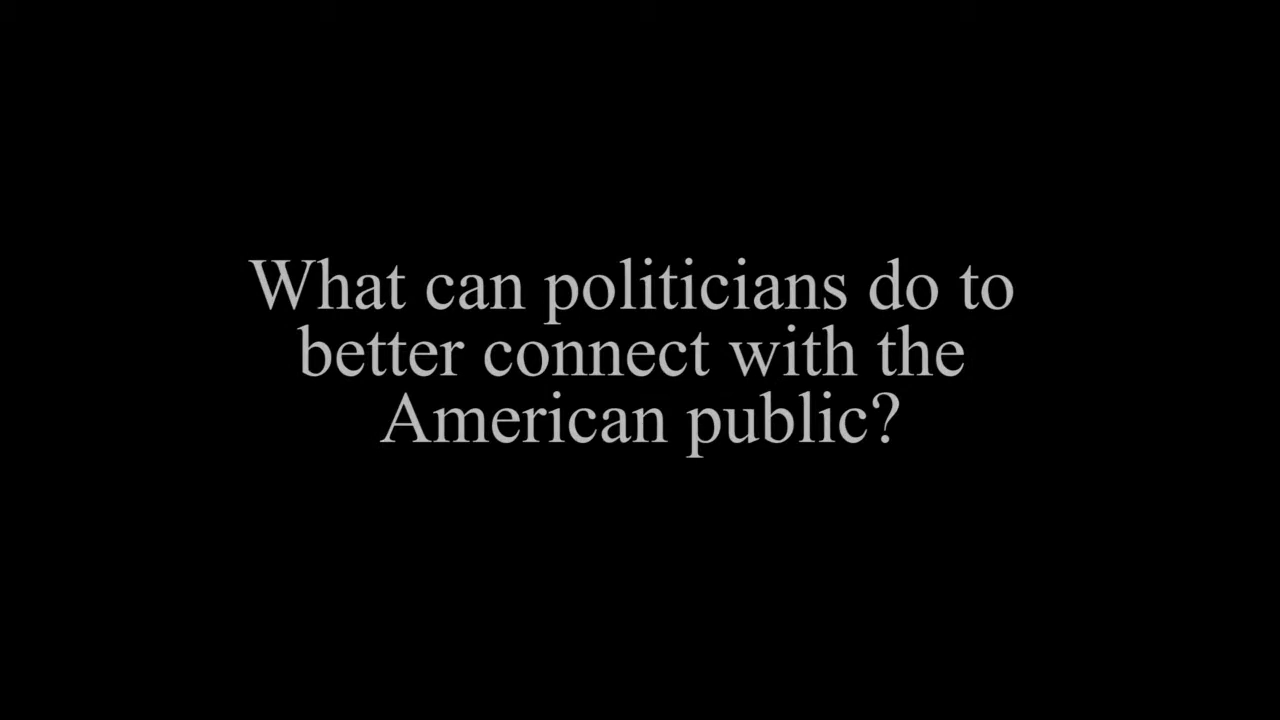 What can politicians do to
better connect with the
American public?